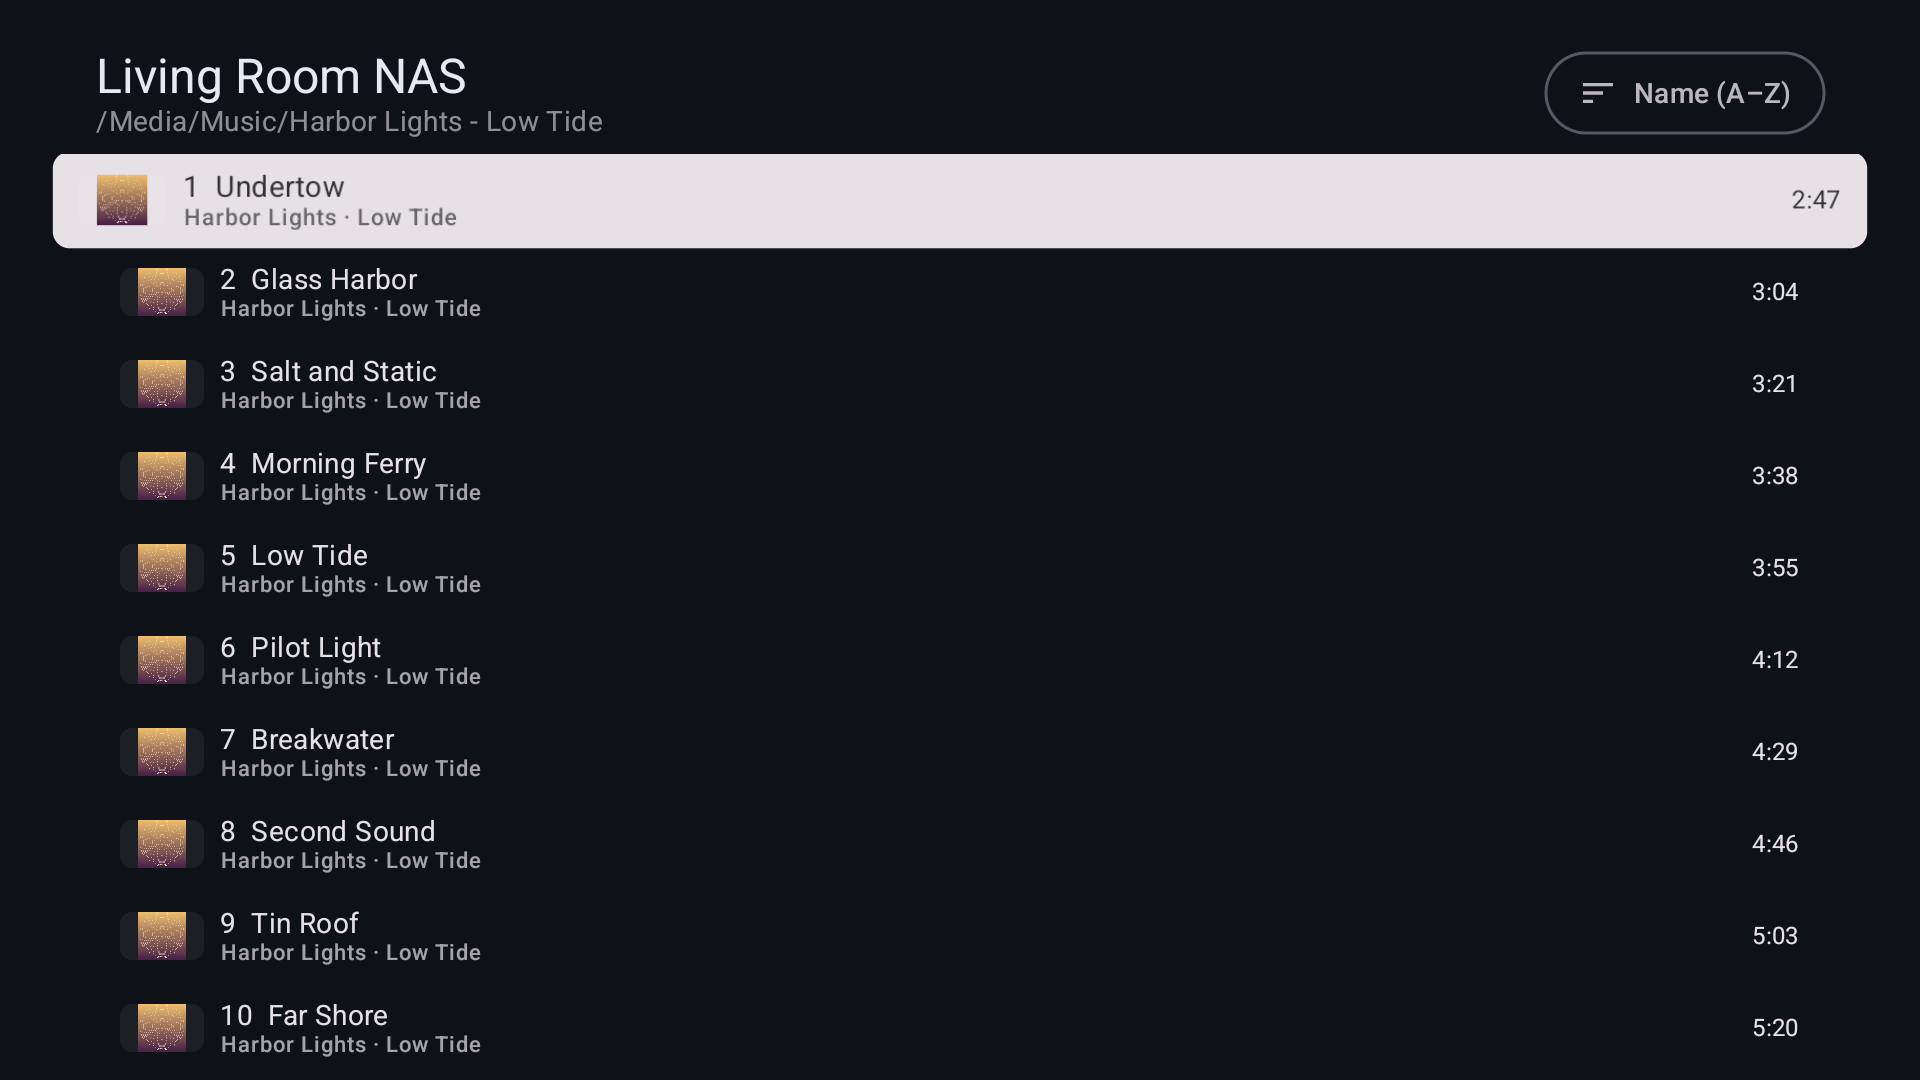 Living Room NAS
/Media/Music/Harbor Lights - Low Tide
Name (A–Z)
1 Undertow
Harbor Lights · Low Tide
2:47
2 Glass Harbor
Harbor Lights · Low Tide
3:04
3 Salt and Static
Harbor Lights · Low Tide
3:21
4 Morning Ferry
Harbor Lights · Low Tide
3:38
5 Low Tide
Harbor Lights · Low Tide
3:55
6 Pilot Light
Harbor Lights · Low Tide
4:12
7 Breakwater
Harbor Lights · Low Tide
4:29
8 Second Sound
Harbor Lights · Low Tide
4:46
9 Tin Roof
Harbor Lights · Low Tide
5:03
10 Far Shore
Harbor Lights · Low Tide
5:20